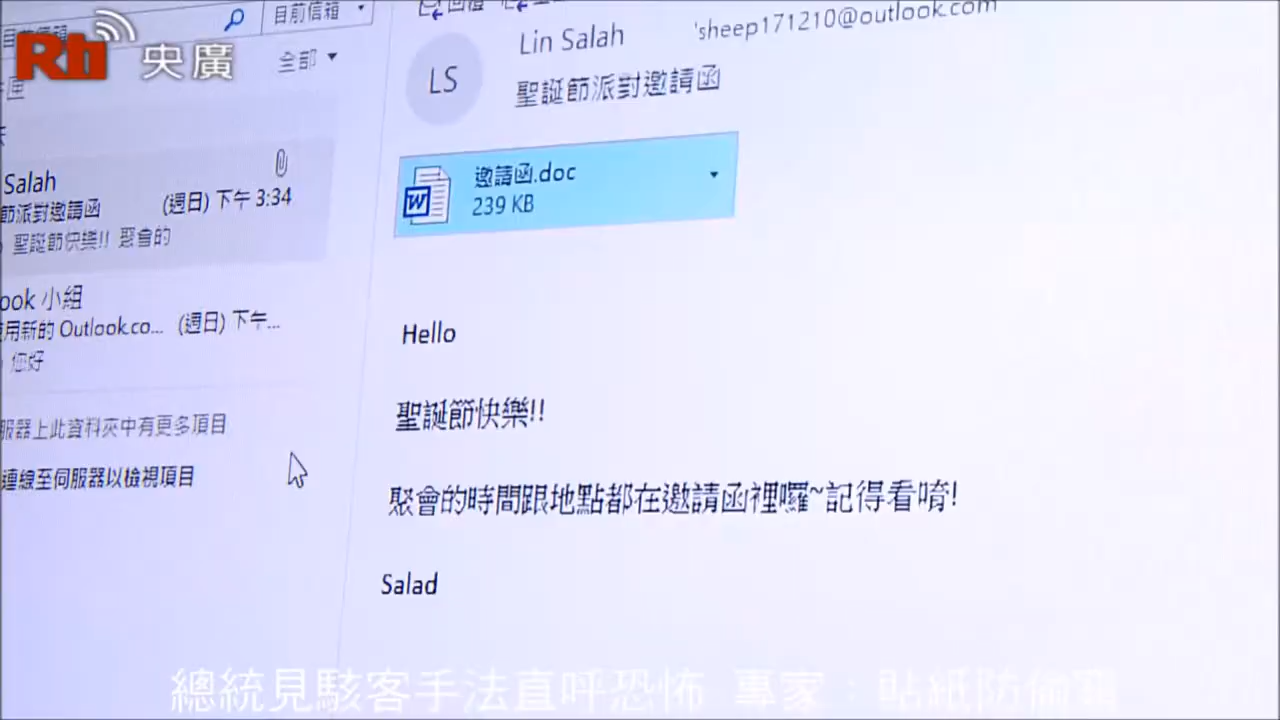 Rti 央廣
目前信箱
全部
Salah
節派對邀請函 (週日) 下午 3:34
聖誕節快樂!! 聚會的
ook 小組
用新的 Outlook.co... (週日) 下午...
您好
服器上此資料夾中有更多項目
連線至伺服器以檢視項目
LS
Lin Salah 'sheep171210@outlook.com
聖誕節派對邀請函
邀請函.doc
239 KB
Hello
聖誕節快樂!!
聚會的時間跟地點都在邀請函裡囉~記得看唷!
Salad
總統見駭客手法直呼恐怖 專家：貼紙防偷窺